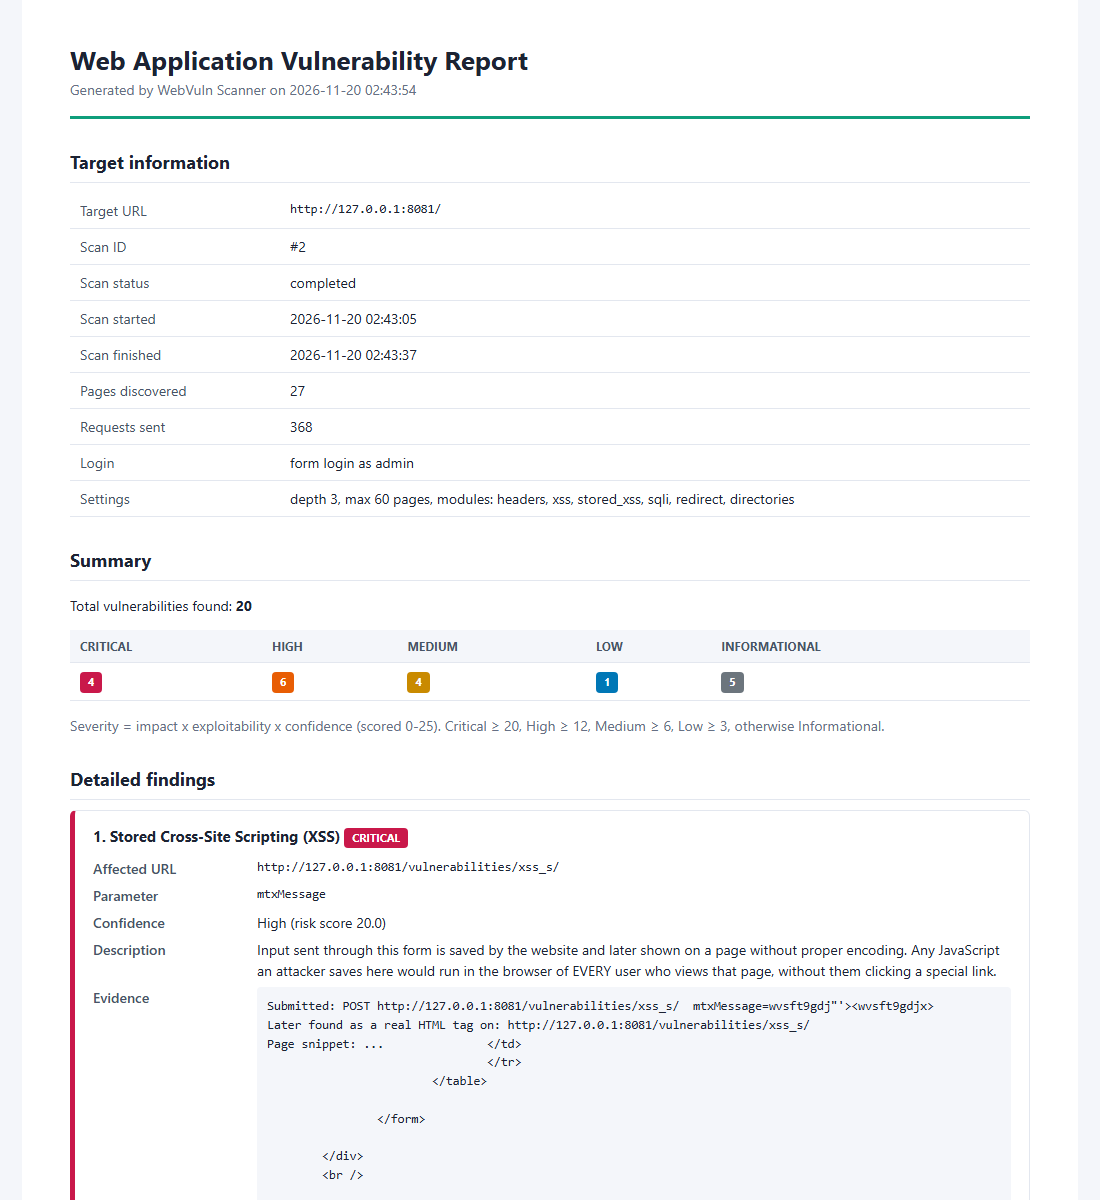 Web Application Vulnerability Report
Generated by WebVuln Scanner on 2026-11-20 02:43:54
Target information
Target URL http://127.0.0.1:8081/
Scan ID #2
Scan status completed
Scan started 2026-11-20 02:43:05
Scan finished 2026-11-20 02:43:37
Pages discovered 27
Requests sent 368
Login form login as admin
Settings depth 3, max 60 pages, modules: headers, xss, stored_xss, sqli, redirect, directories
Summary
Total vulnerabilities found: 20
CRITICAL HIGH MEDIUM LOW INFORMATIONAL
4 6 4 1 5
Severity = impact x exploitability x confidence (scored 0-25). Critical ≥ 20, High ≥ 12, Medium ≥ 6, Low ≥ 3, otherwise Informational.
Detailed findings
1. Stored Cross-Site Scripting (XSS) CRITICAL
Affected URL http://127.0.0.1:8081/vulnerabilities/xss_s/
Parameter mtxMessage
Confidence High (risk score 20.0)
Description Input sent through this form is saved by the website and later shown on a page without proper encoding. Any JavaScript
an attacker saves here would run in the browser of EVERY user who views that page, without them clicking a special link.
Evidence Submitted: POST http://127.0.0.1:8081/vulnerabilities/xss_s/  mtxMessage=wvsft9gdj"'><wvsft9gdjx>
Later found as a real HTML tag on: http://127.0.0.1:8081/vulnerabilities/xss_s/
Page snippet: ... </td>
</tr>
</table>
</form>
</div>
<br />